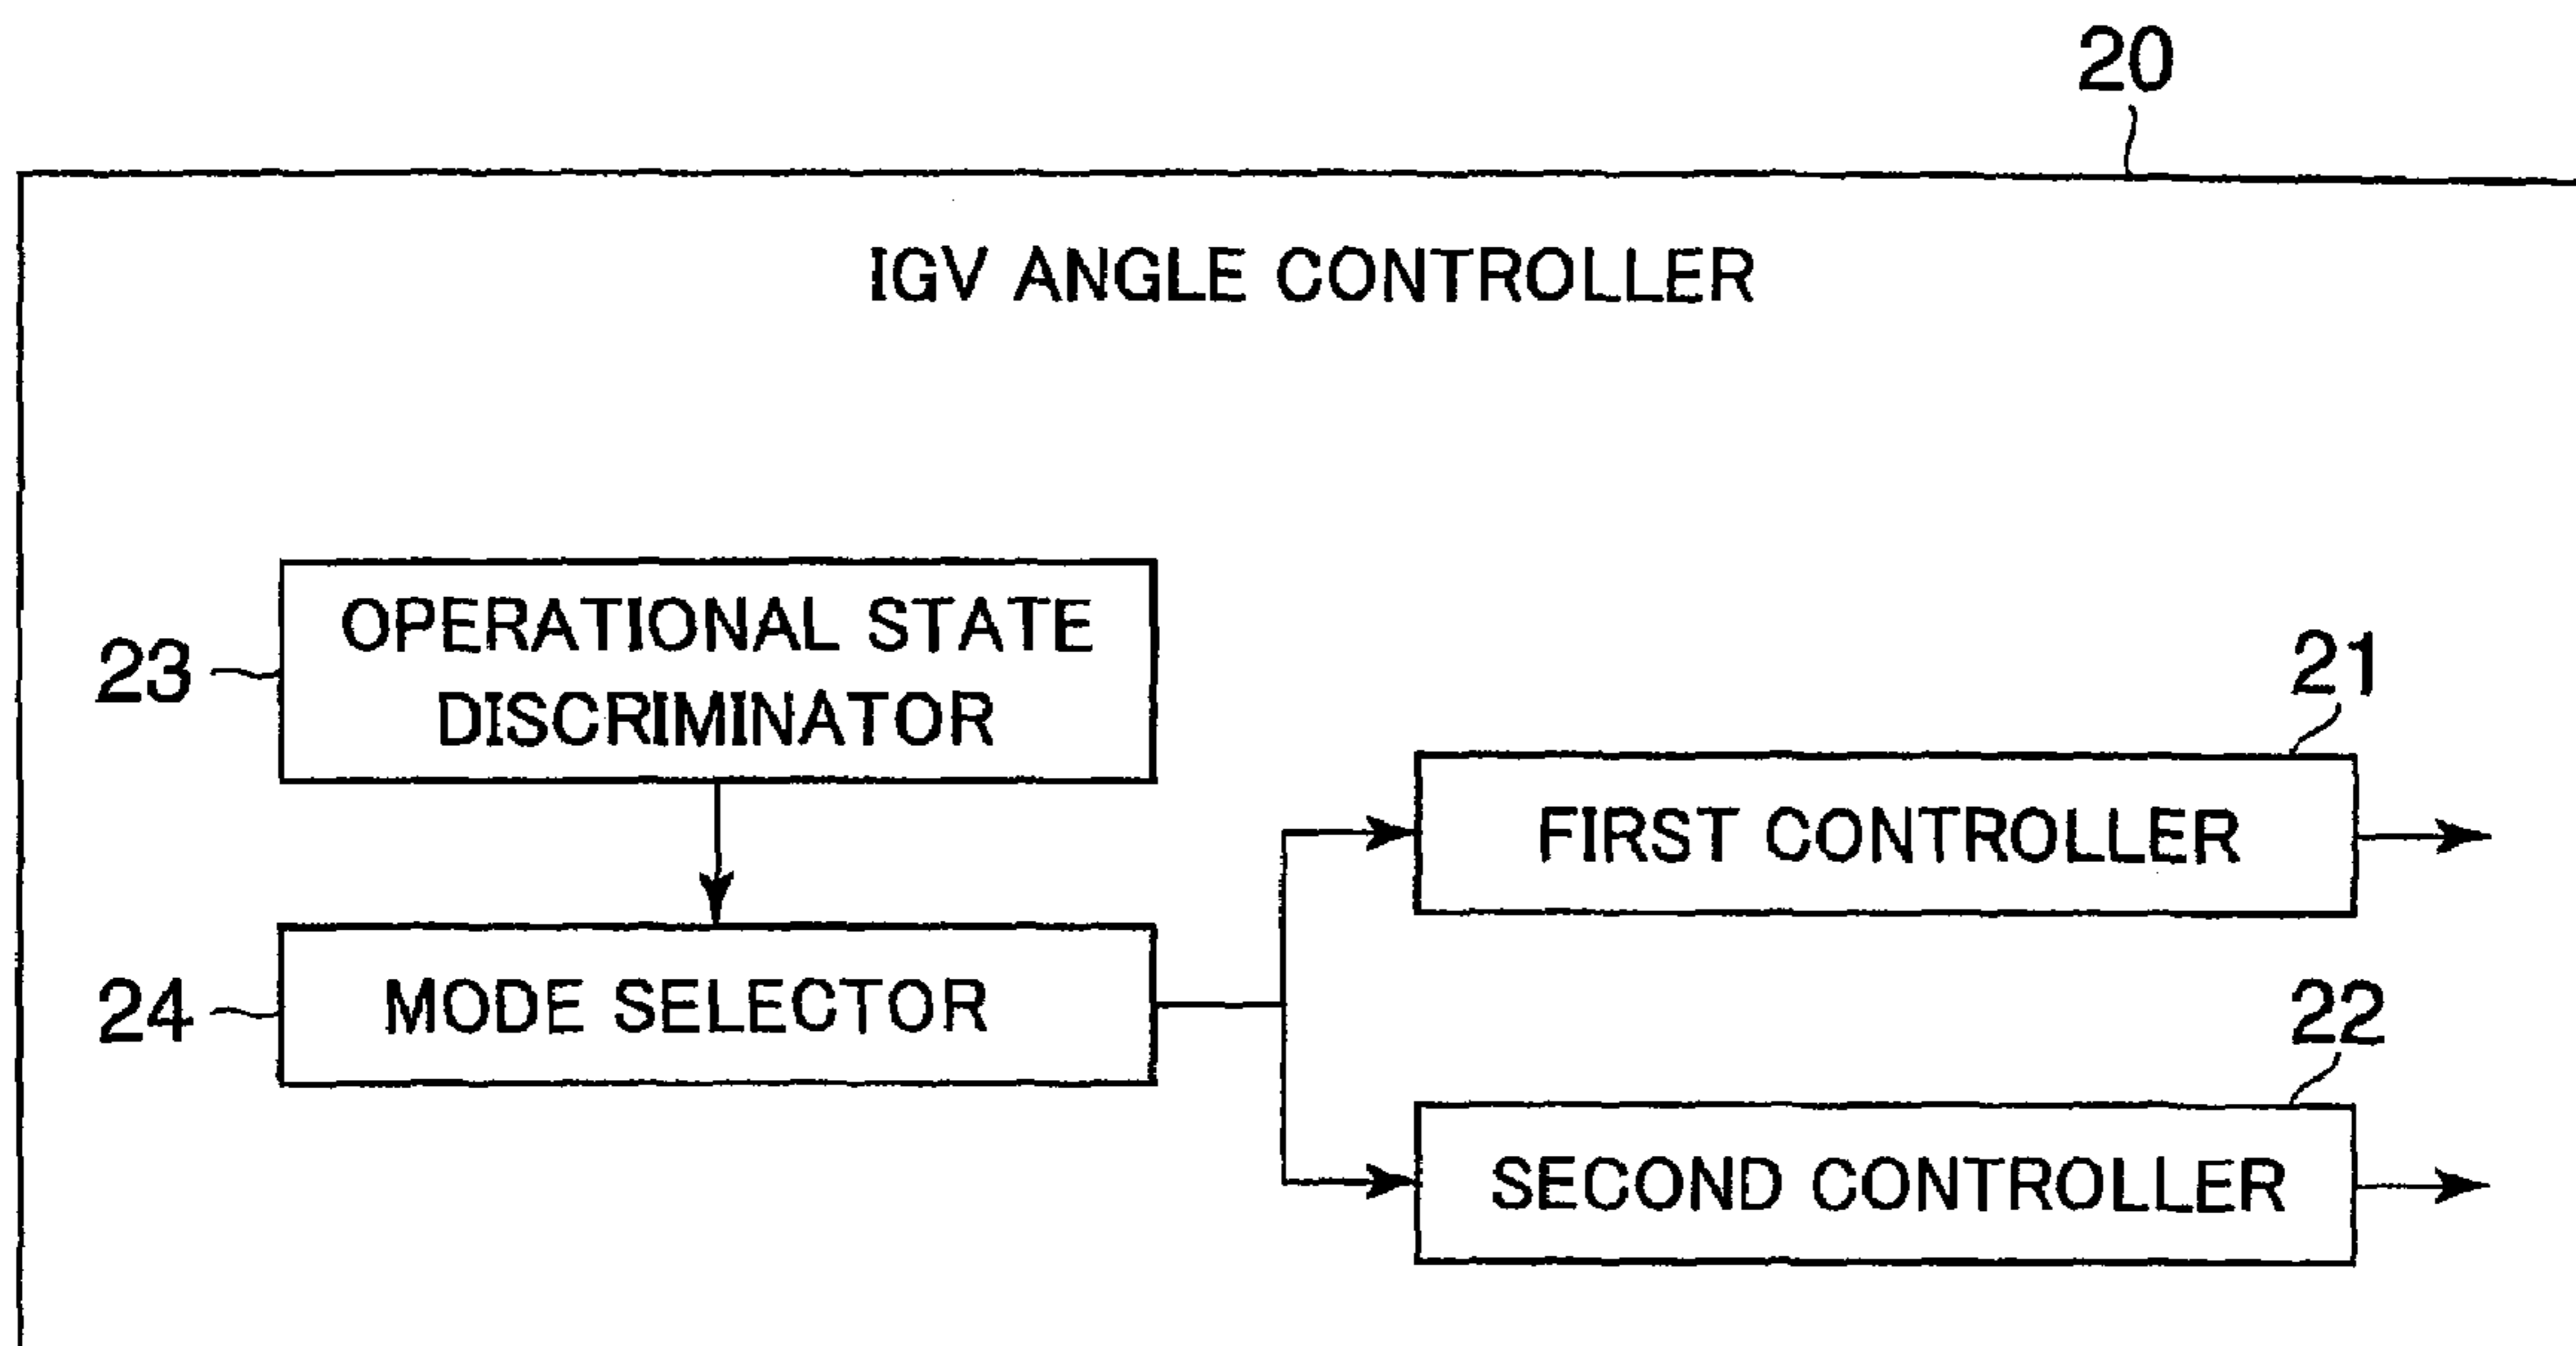 20
IGV ANGLE CONTROLLER
OPERATIONAL STATE
DISCRIMINATOR
23
21
FIRST CONTROLLER
MODE SELECTOR
24
22
SECOND CONTROLLER